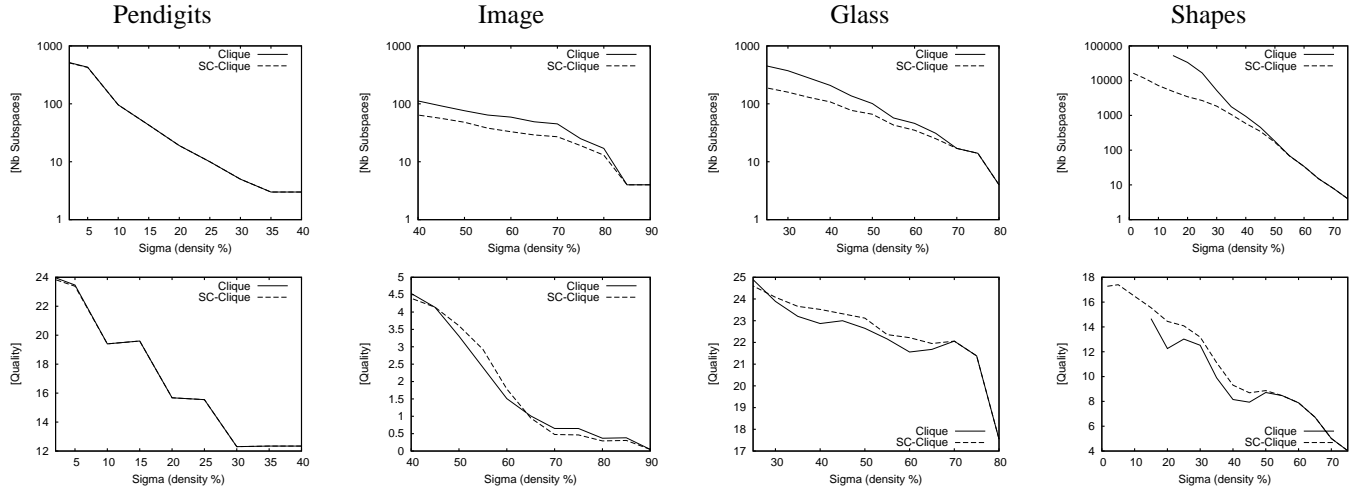 Pendigits Image Glass Shapes
1000 100 10 1
[Nb Subspaces]
Clique
SC-Clique
5 10 15 20 25 30 35 40
Sigma (density %)
1000 100 10 1
[Nb Subspaces]
Clique
SC-Clique
40 50 60 70 80 90
Sigma (density %)
1000 100 10 1
[Nb Subspaces]
Clique
SC-Clique
30 40 50 60 70 80
Sigma (density %)
100000 10000 1000 100 10 1
[Nb Subspaces]
Clique
SC-Clique
0 10 20 30 40 50 60 70
Sigma (density %)
24 22 20 18 16 14 12
[Quality]
Clique
SC-Clique
5 10 15 20 25 30 35 40
Sigma (density %)
5 4.5 4 3.5 3 2.5 2 1.5 1 0.5 0
[Quality]
Clique
SC-Clique
40 50 60 70 80 90
Sigma (density %)
25 24 23 22 21 20 19 18 17
[Quality]
Clique
SC-Clique
30 40 50 60 70 80
Sigma (density %)
18 16 14 12 10 8 6 4
[Quality]
Clique
SC-Clique
0 10 20 30 40 50 60 70
Sigma (density %)